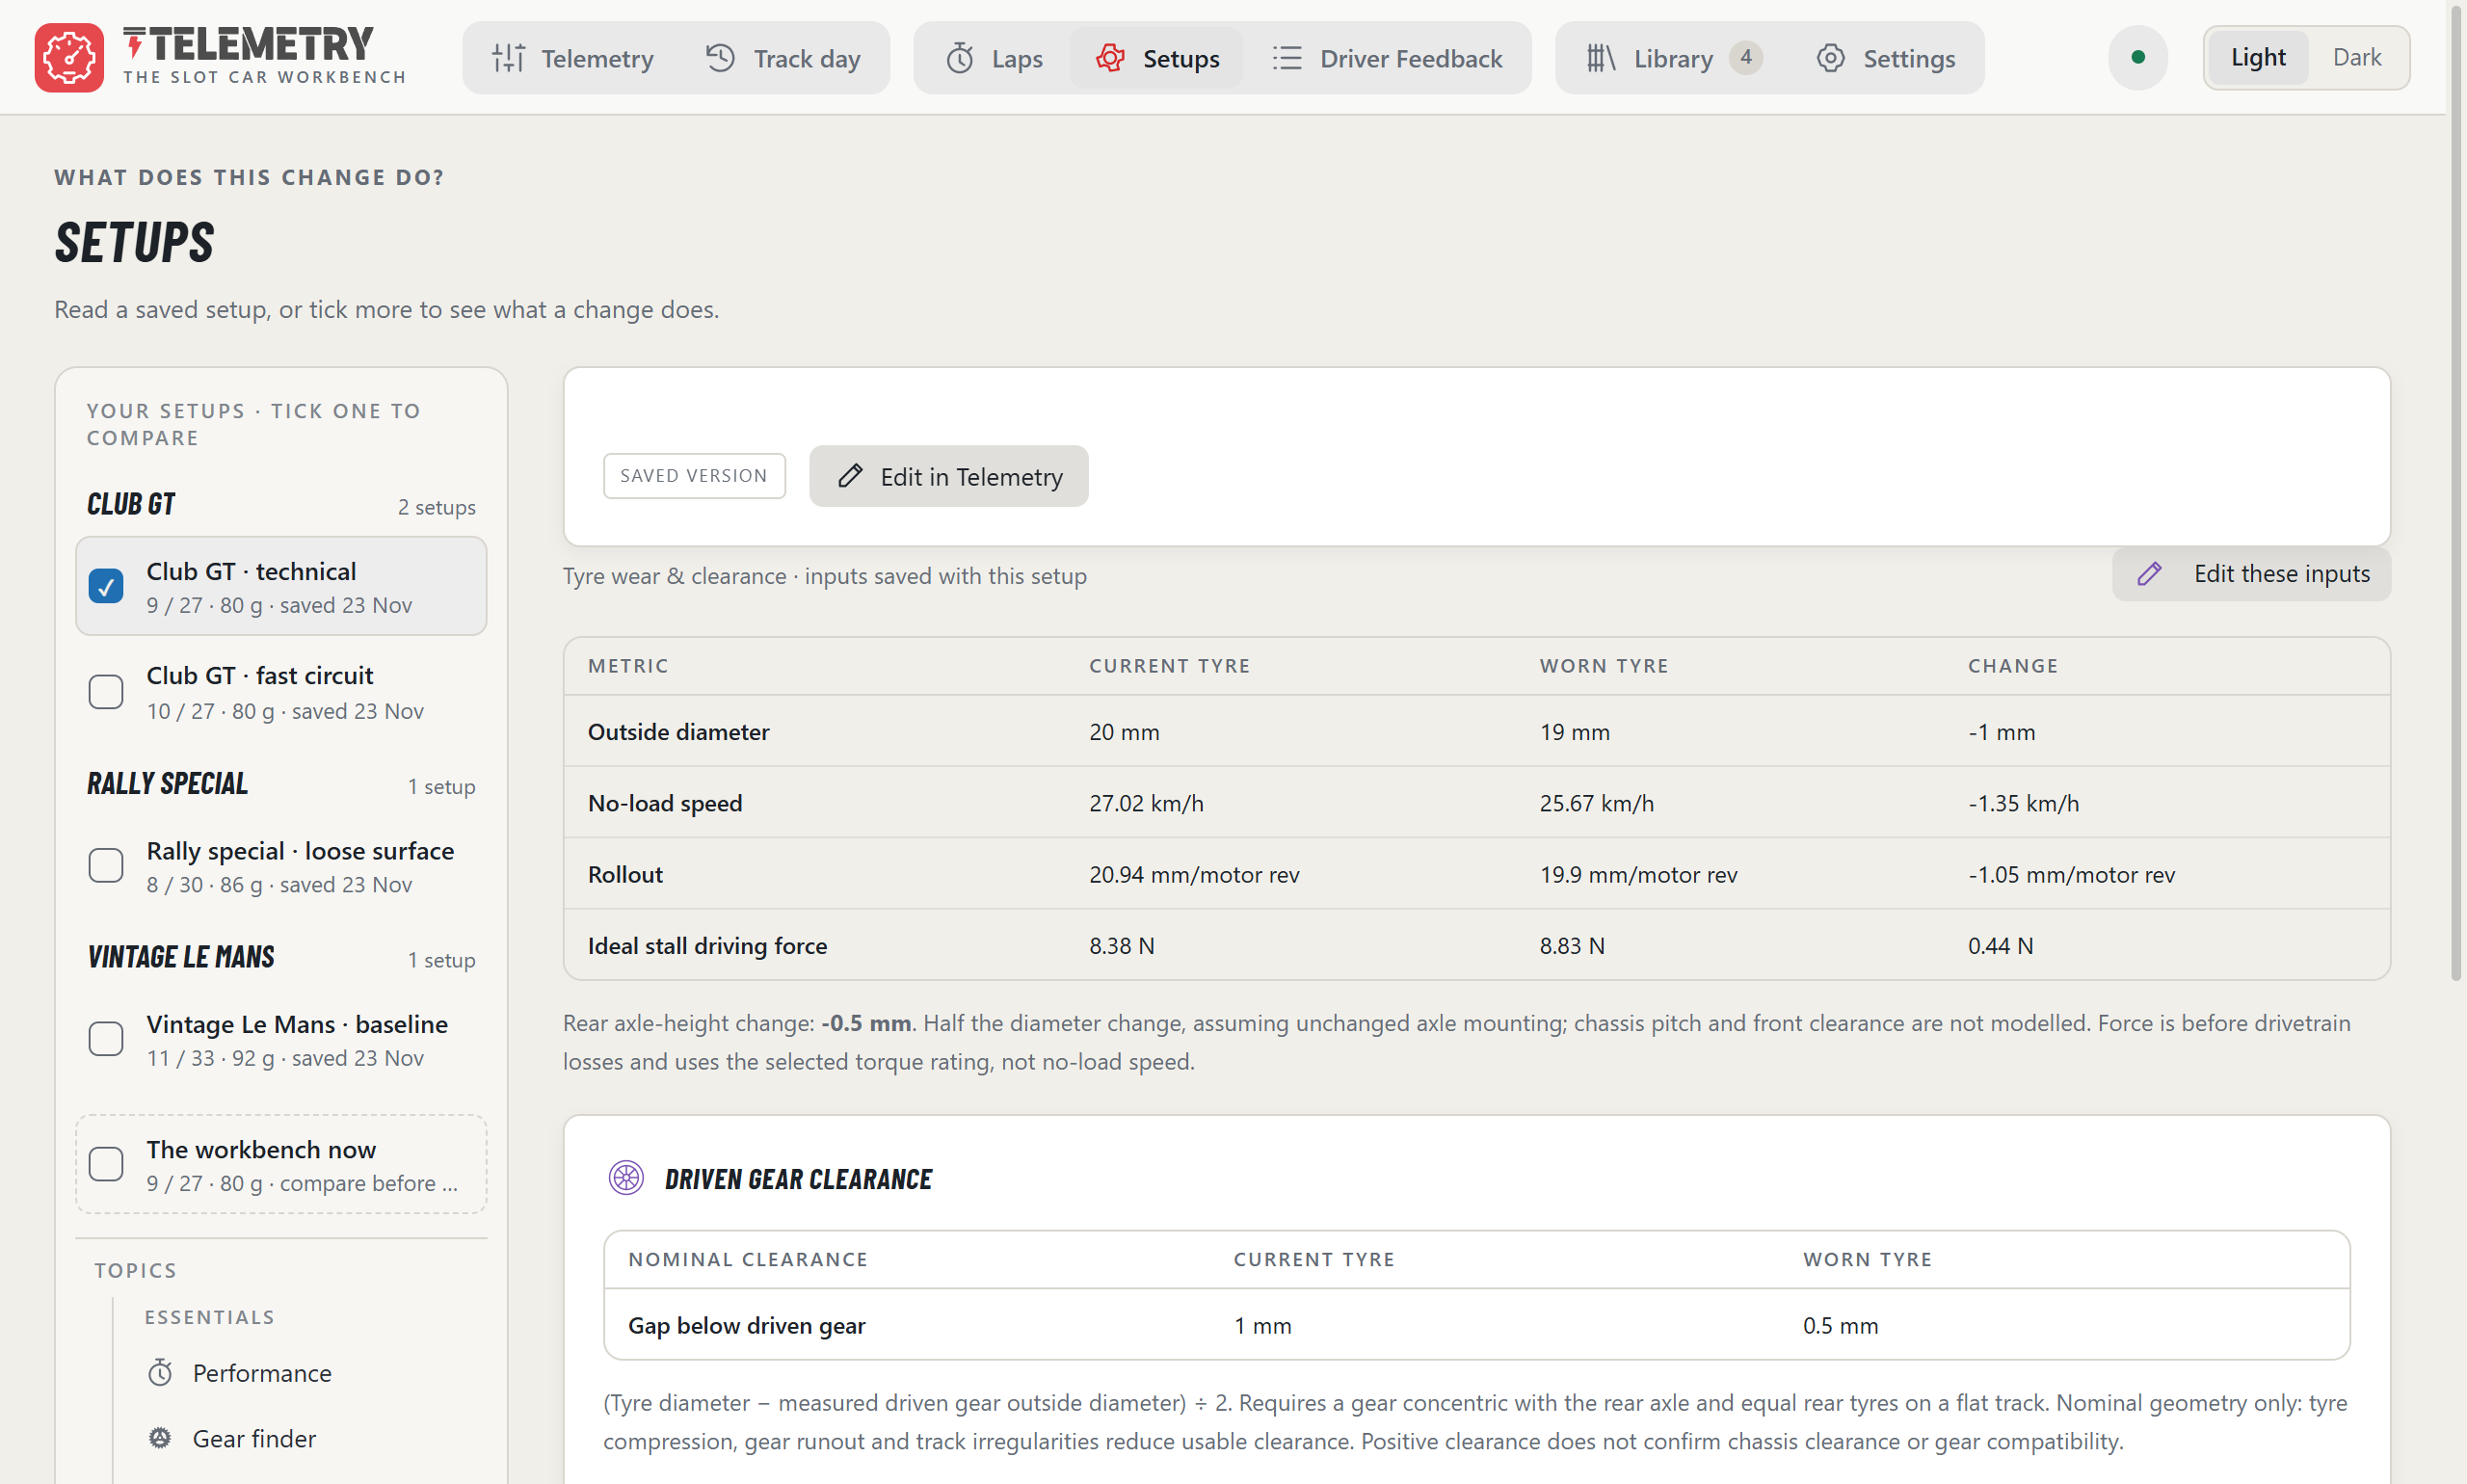 TELEMETRY
THE SLOT CAR WORKBENCH
Telemetry
Track day
Laps
Setups
Driver Feedback
Library 4
Settings
Light
Dark
WHAT DOES THIS CHANGE DO?
SETUPS
Read a saved setup, or tick more to see what a change does.
YOUR SETUPS · TICK ONE TO
COMPARE
CLUB GT 2 setups
Club GT · technical
9 / 27 · 80 g · saved 23 Nov
Club GT · fast circuit
10 / 27 · 80 g · saved 23 Nov
RALLY SPECIAL 1 setup
Rally special · loose surface
8 / 30 · 86 g · saved 23 Nov
VINTAGE LE MANS 1 setup
Vintage Le Mans · baseline
11 / 33 · 92 g · saved 23 Nov
The workbench now
9 / 27 · 80 g · compare before ...
TOPICS
ESSENTIALS
Performance
Gear finder
SAVED VERSION
Edit in Telemetry
Tyre wear & clearance · inputs saved with this setup
Edit these inputs
METRIC CURRENT TYRE WORN TYRE CHANGE
Outside diameter 20 mm 19 mm -1 mm
No-load speed 27.02 km/h 25.67 km/h -1.35 km/h
Rollout 20.94 mm/motor rev 19.9 mm/motor rev -1.05 mm/motor rev
Ideal stall driving force 8.38 N 8.83 N 0.44 N
Rear axle-height change: -0.5 mm. Half the diameter change, assuming unchanged axle mounting; chassis pitch and front clearance are not modelled. Force is before drivetrain
losses and uses the selected torque rating, not no-load speed.
DRIVEN GEAR CLEARANCE
NOMINAL CLEARANCE CURRENT TYRE WORN TYRE
Gap below driven gear 1 mm 0.5 mm
(Tyre diameter − measured driven gear outside diameter) ÷ 2. Requires a gear concentric with the rear axle and equal rear tyres on a flat track. Nominal geometry only: tyre
compression, gear runout and track irregularities reduce usable clearance. Positive clearance does not confirm chassis clearance or gear compatibility.